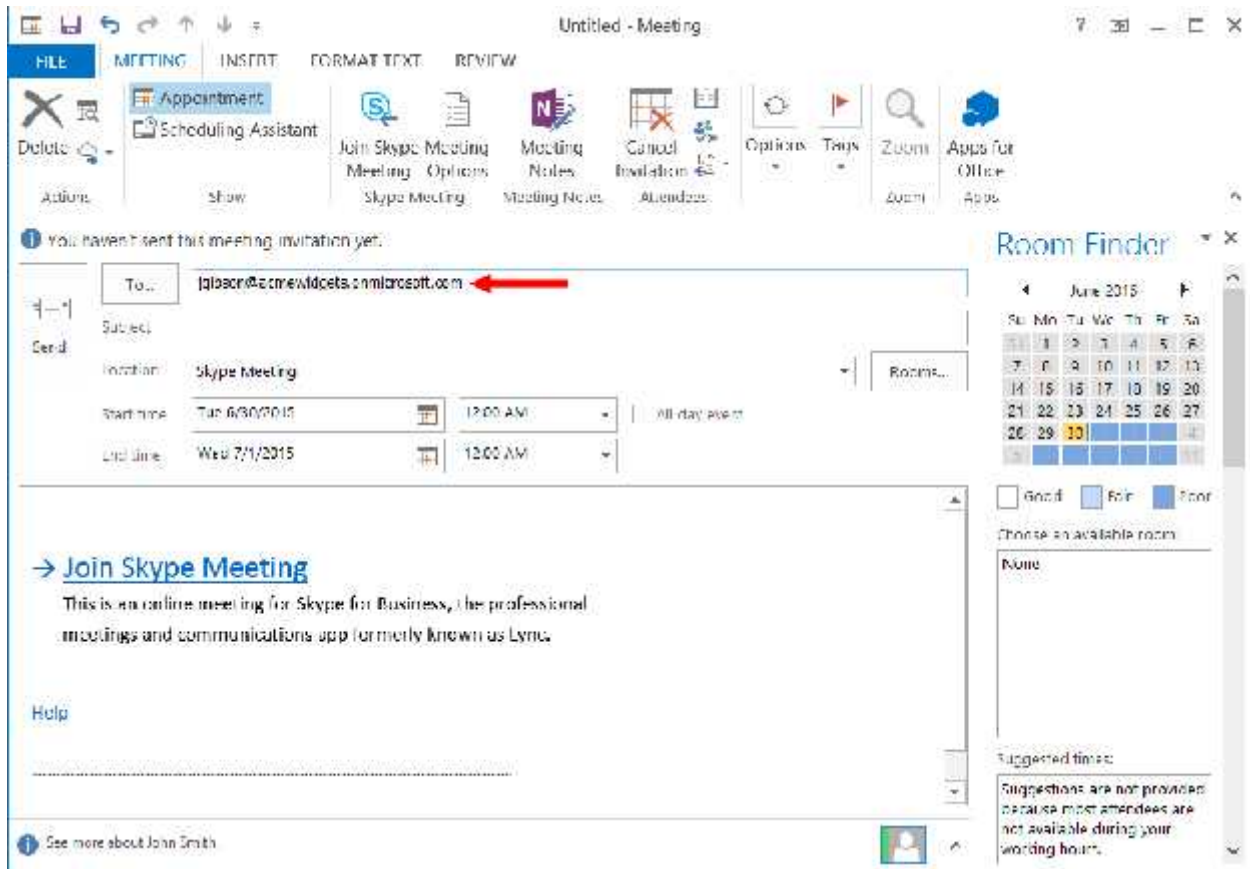 Untitled - Meeting
FILE MEETING INSERT FORMAT TEXT REVIEW
Delete
Appointment
Scheduling Assistant
Join Skype Meeting
Meeting Options
Meeting Notes
Cancel Invitation
Options
Tags
Zoom
Apps for Office
Actions Show Skype Meeting Meeting Notes Attendees Zoom Apps
You haven't sent this meeting invitation yet.
To...
jgibson@acmewidgets.onmicrosoft.com
Send
Subject
Location Skype Meeting Rooms...
Start time Tue 6/30/2015 12:00 AM All day event
End time Wed 7/1/2015 12:00 AM
→ Join Skype Meeting
This is an online meeting for Skype for Business, the professional
meetings and communications app formerly known as Lync.
Help
See more about John Smith
Room Finder
June 2015
Su Mo Tu We Th Fr Sa
31 1 2 3 4 5 6
7 8 9 10 11 12 13
14 15 16 17 18 19 20
21 22 23 24 25 26 27
28 29 30 4
5 11
Good Fair Poor
Choose an available room:
None
Suggested times:
Suggestions are not provided
because most attendees are
not available during your
working hours.